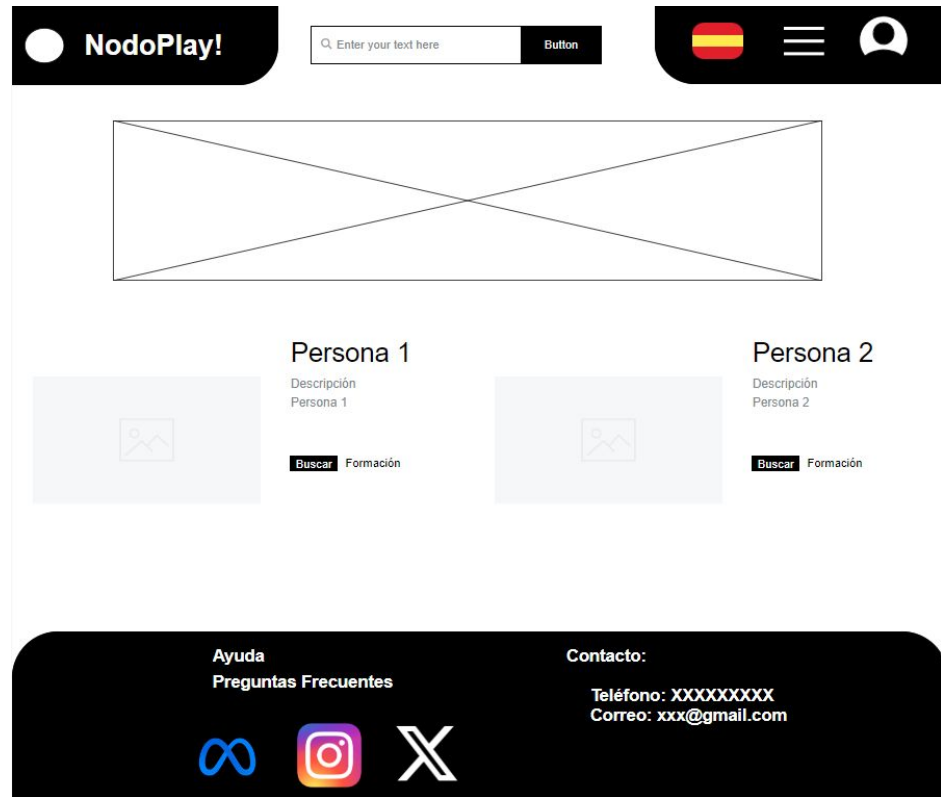 NodoPlay!
Enter your text here
Button
Persona 1
Descripción
Persona 1
Buscar Formación
Persona 2
Descripción
Persona 2
Buscar Formación
Ayuda
Preguntas Frecuentes
Contacto:
Teléfono: XXXXXXXXX
Correo: xxx@gmail.com